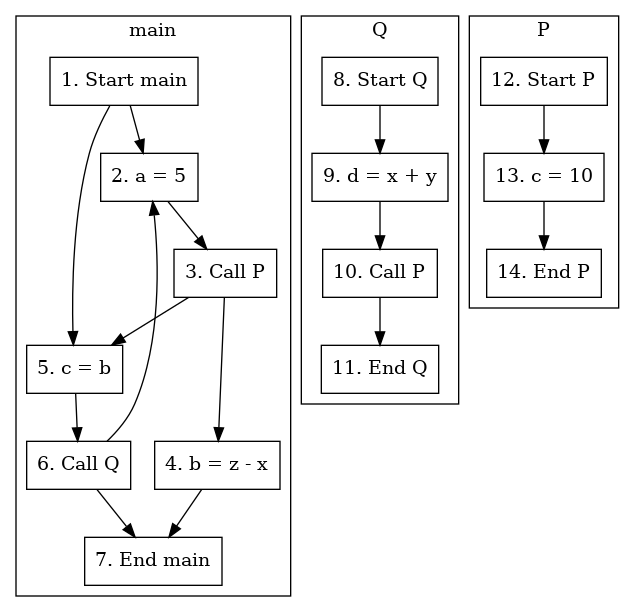 main
1. Start main
2. a = 5
3. Call P
5. c = b
6. Call Q
4. b = z - x
7. End main
Q
8. Start Q
9. d = x + y
10. Call P
11. End Q
P
12. Start P
13. c = 10
14. End P